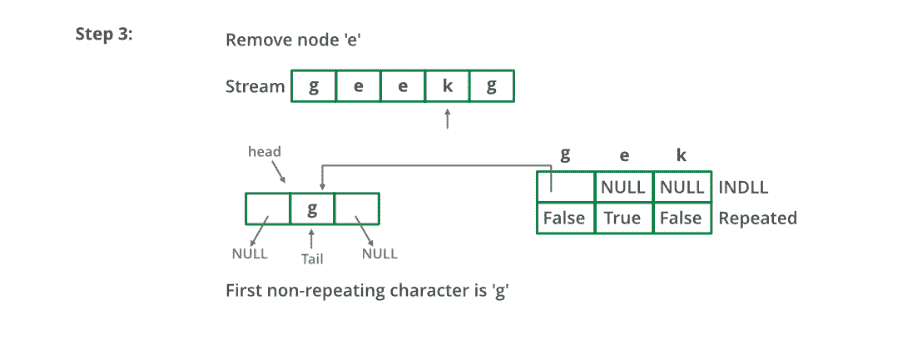 Step 3:
Remove node 'e'
Stream g e e k g
head
g e k
NULL NULL INDLL
g
False True False Repeated
NULL Tail NULL
First non-repeating character is 'g'